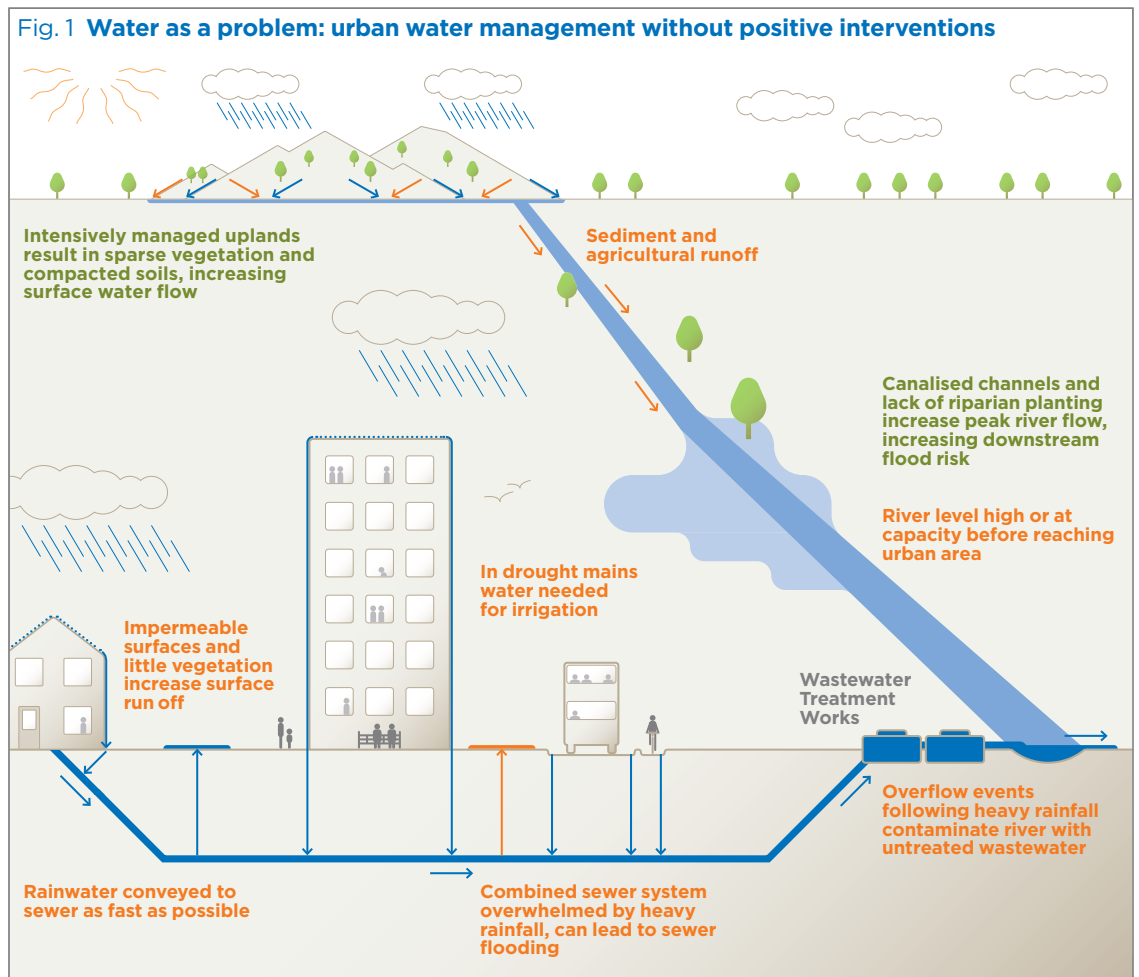 Fig. 1 Water as a problem: urban water management without positive interventions
Intensively managed uplands
result in sparse vegetation and
compacted soils, increasing
surface water flow
Sediment and
agricultural runoff
Canalised channels and
lack of riparian planting
increase peak river flow,
increasing downstream
flood risk
River level high or at
capacity before reaching
urban area
In drought mains
water needed
for irrigation
Impermeable
surfaces and
little vegetation
increase surface
run off
Wastewater
Treatment
Works
Overflow events
following heavy rainfall
contaminate river with
untreated wastewater
Rainwater conveyed to
sewer as fast as possible
Combined sewer system
overwhelmed by heavy
rainfall, can lead to sewer
flooding